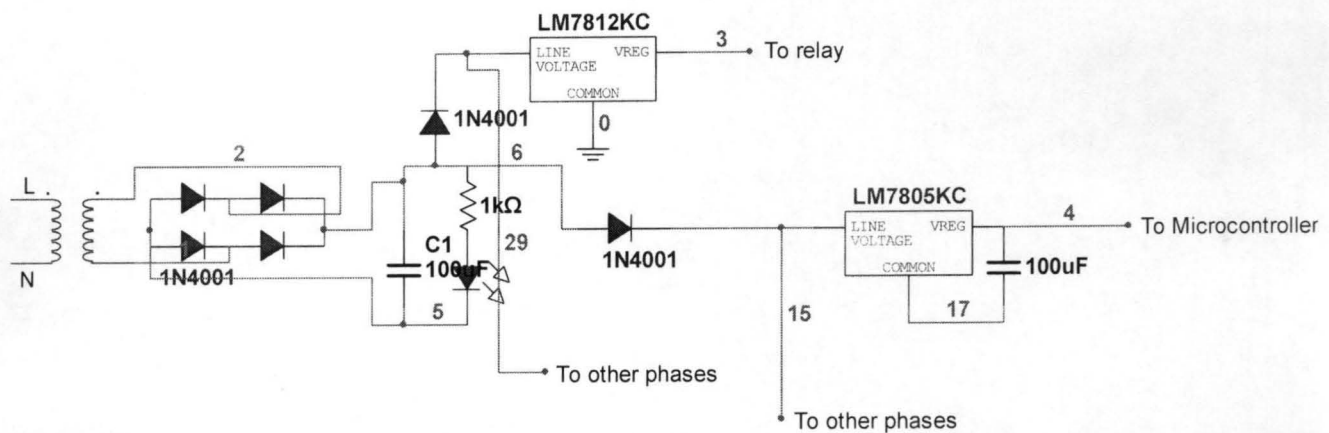 LM7812KC
LINE VREG
VOLTAGE
COMMON
3
To relay
1N4001
0
2
6
L
1kΩ
LM7805KC
LINE VREG
VOLTAGE
COMMON
4
To Microcontroller
1
N
1N4001
C1
100uF
29
1N4001
100uF
5
15
17
To other phases
To other phases